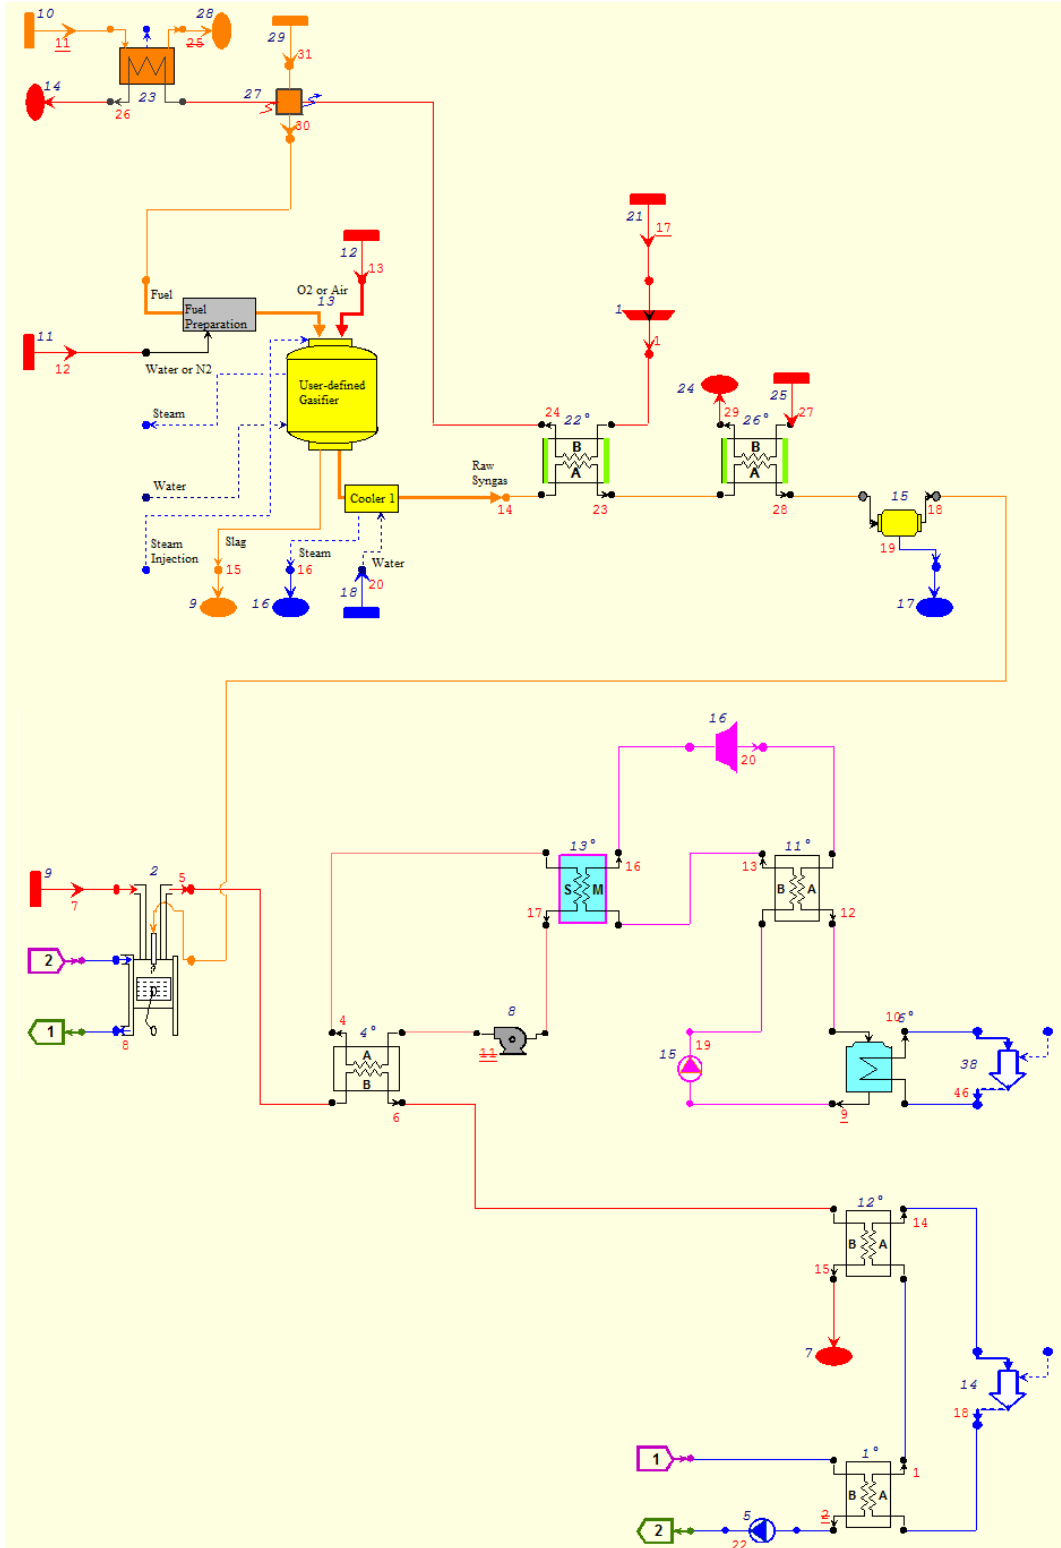 10
11
25
28
29
31
14
26
23
27
30
21
17
12
13
O2 or Air
13
Fuel
Fuel
Preparation
1
1
11
12
Water or N2
User-defined
Gasifier
Steam
24
25
24
22°
29
26°
27
B
A
B
A
Raw
Syngas
Water
Cooler 1
14
23
28
15
18
19
Steam
Injection
Slag
Steam
Water
15
16
20
9
16
18
17
16
20
13°
11°
9
2
5
16
13
S
M
B
A
7
17
12
2
1
8
4
4°
8
10
6°
A
B
11
15
19
38
46
6
9
12°
14
B
A
15
7
14
18
1
1°
1
B
A
2
5
2
22